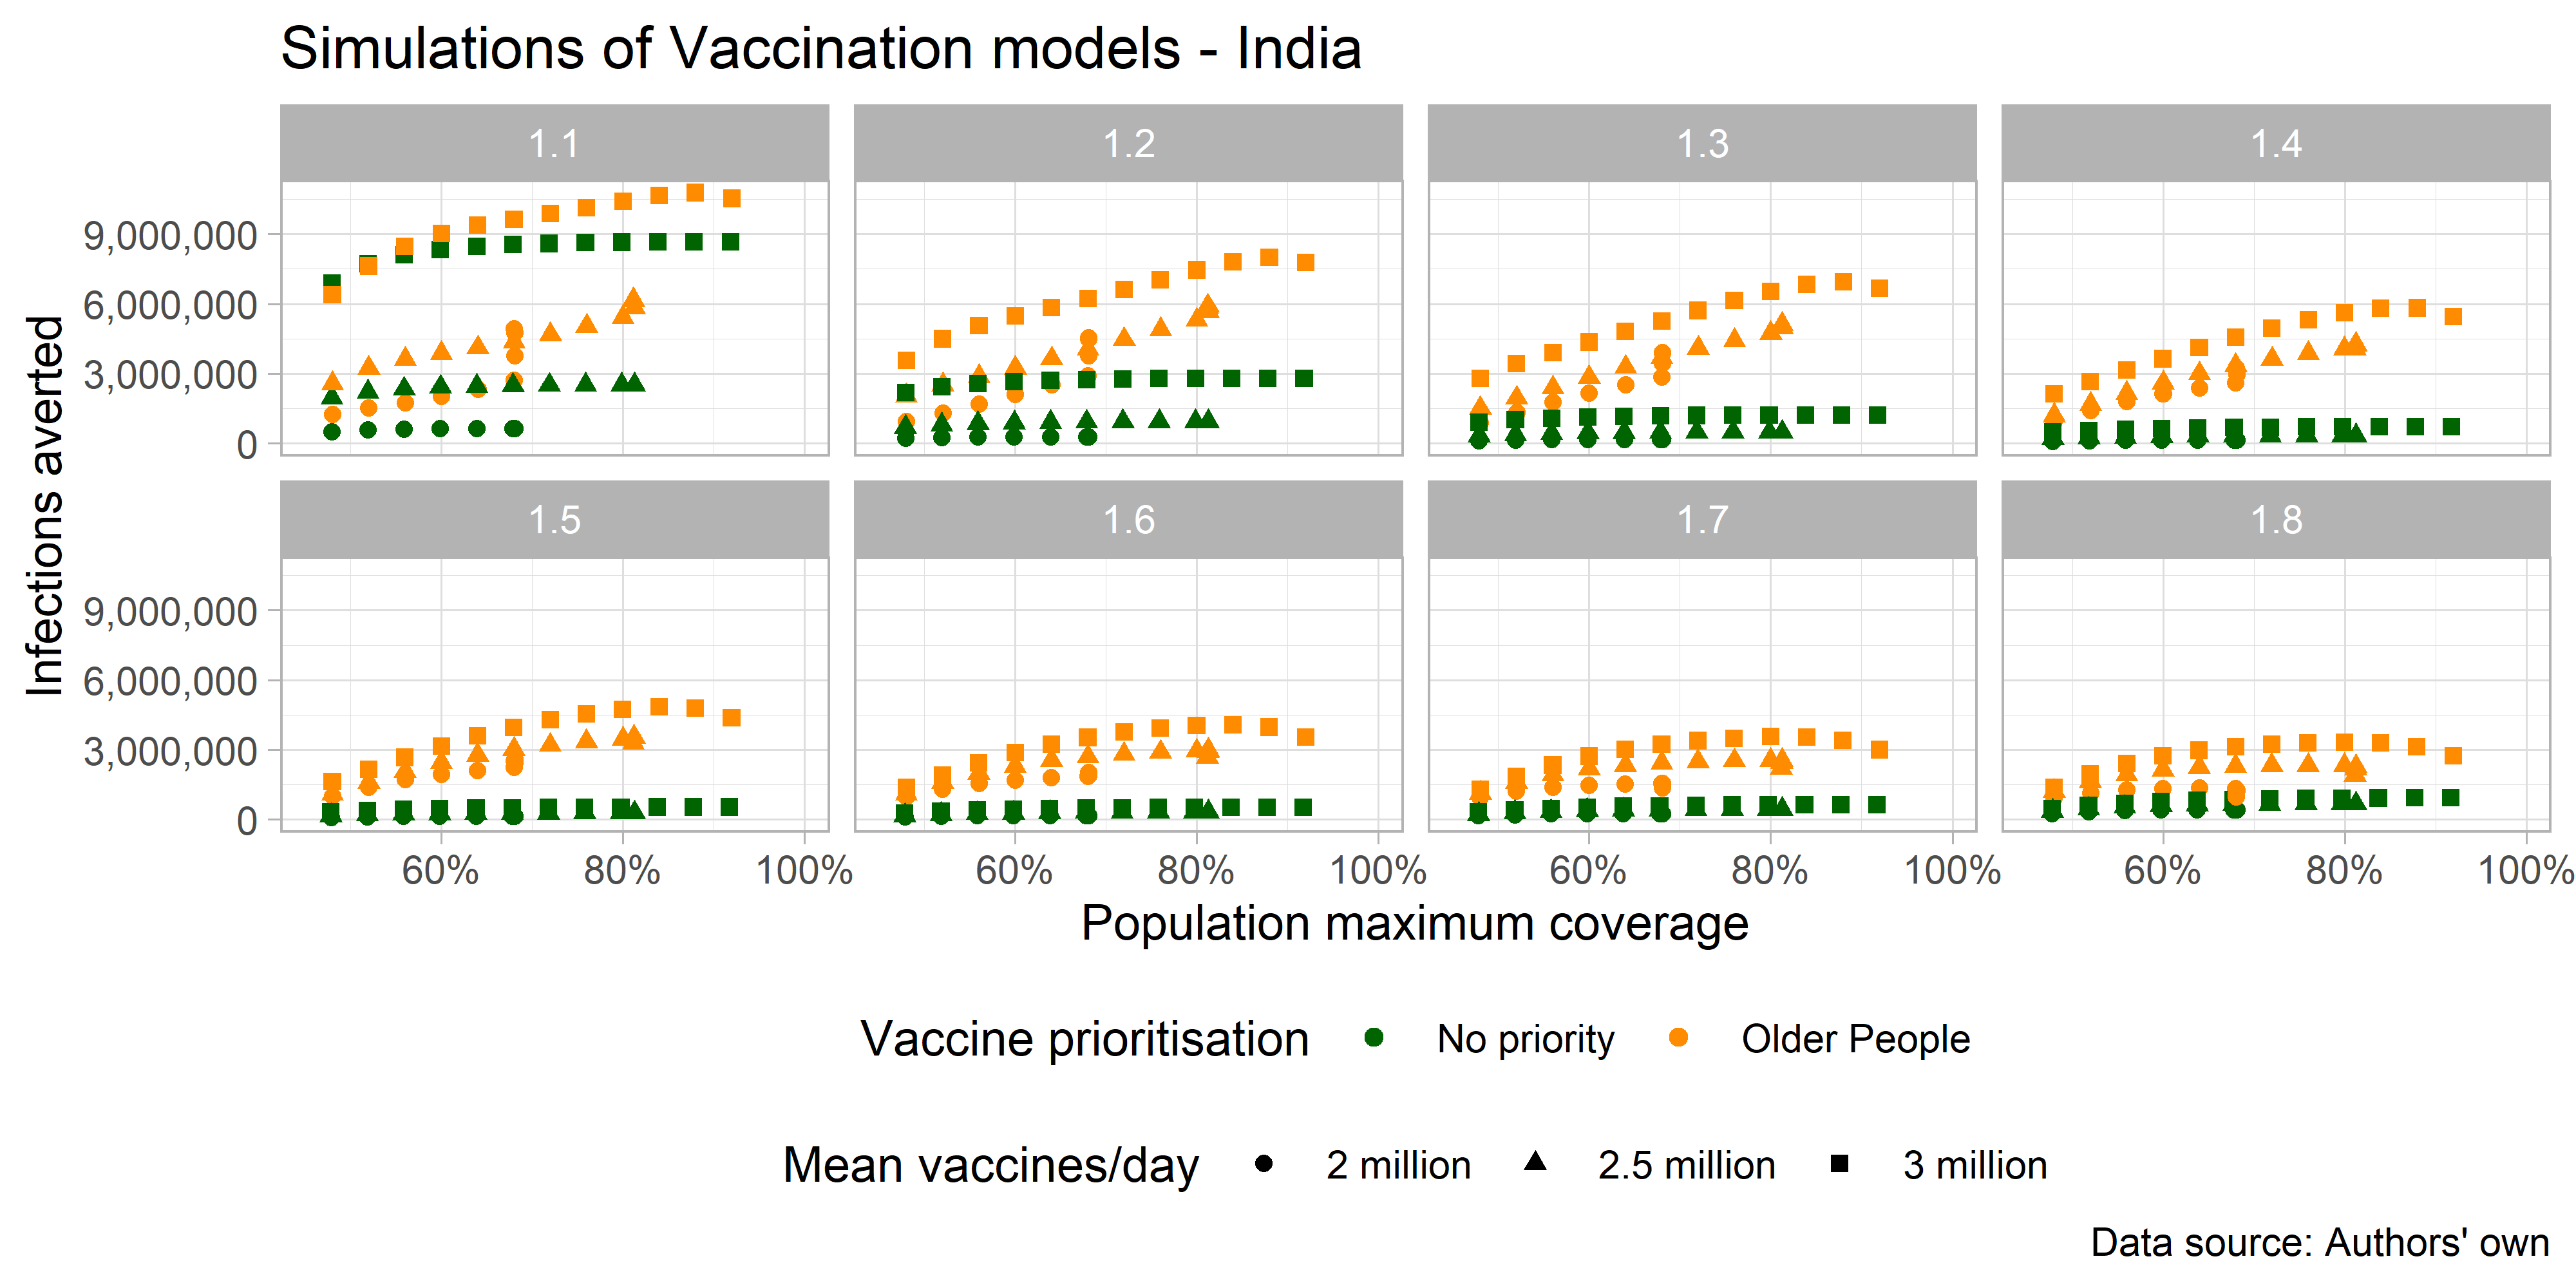 Simulations of Vaccination models - India
1.1 1.2 1.3 1.4
9,000,000
6,000,000
3,000,000
0
1.5 1.6 1.7 1.8
9,000,000
6,000,000
3,000,000
0
Infections averted
60% 80% 100% 60% 80% 100% 60% 80% 100% 60% 80% 100%
Population maximum coverage
Vaccine prioritisation No priority Older People
Mean vaccines/day 2 million 2.5 million 3 million
Data source: Authors' own